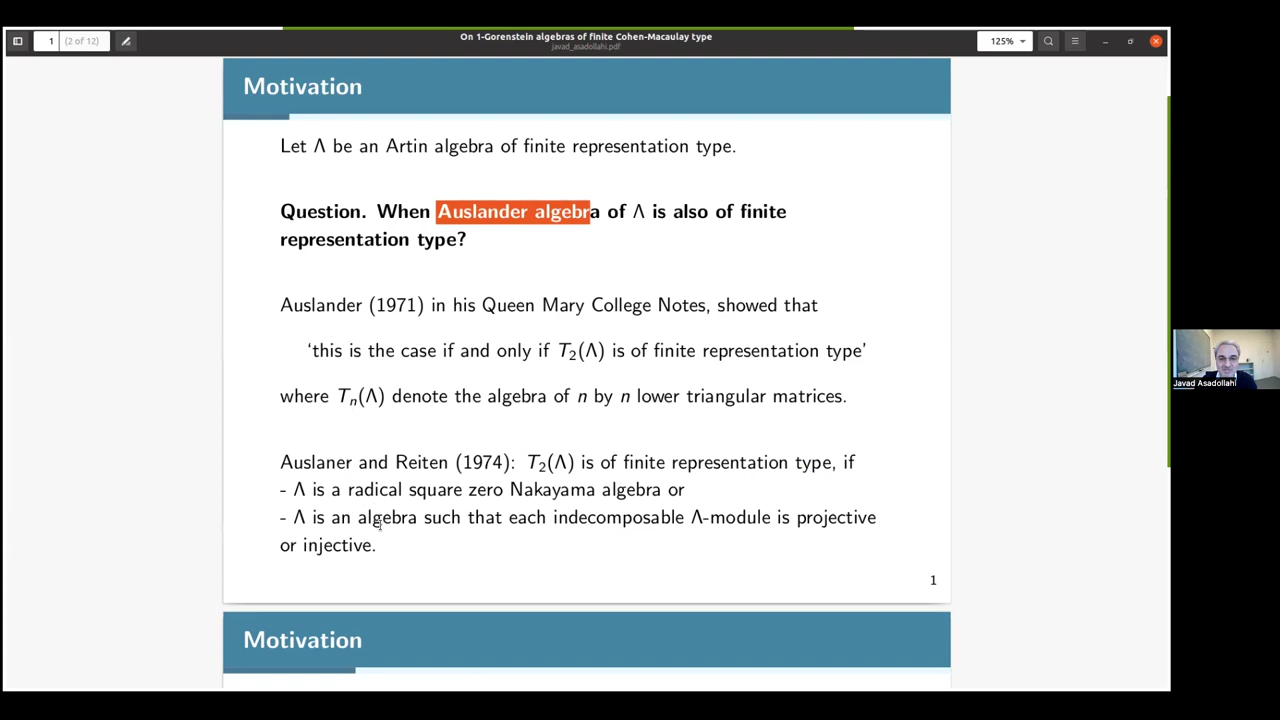 On 1-Gorenstein algebras of finite Cohen-Macaulay type
javad_asadollahi.pdf
1 (2 of 12)
125%
Motivation
Let Λ be an Artin algebra of finite representation type.
Question. When Auslander algebra of Λ is also of finite
representation type?
Auslander (1971) in his Queen Mary College Notes, showed that
‘this is the case if and only if T₂(Λ) is of finite representation type’
where Tₙ(Λ) denote the algebra of n by n lower triangular matrices.
Auslaner and Reiten (1974): T₂(Λ) is of finite representation type, if
- Λ is a radical square zero Nakayama algebra or
- Λ is an algebra such that each indecomposable Λ-module is projective
or injective.
1
Motivation
Javad Asadollahi